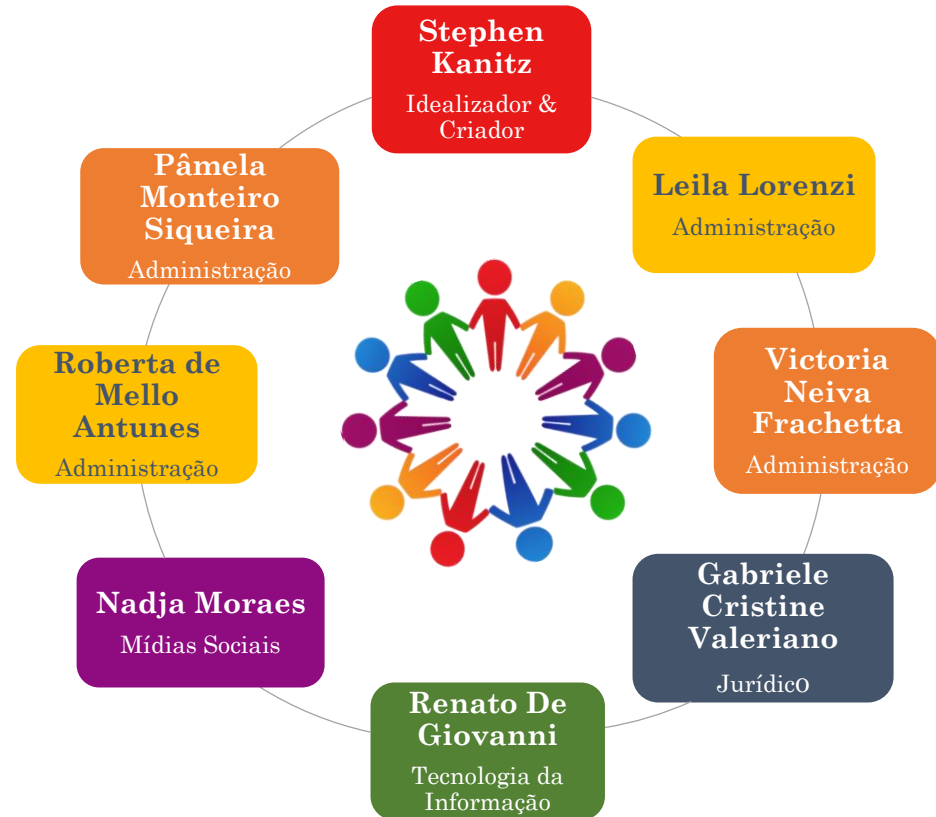 Stephen
Kanitz
Idealizador &
Criador
Leila Lorenzi
Administração
Victoria
Neiva
Frachetta
Administração
Gabriele
Cristine
Valeriano
Jurídico
Renato De
Giovanni
Tecnologia da
Informação
Nadja Moraes
Mídias Sociais
Roberta de
Mello
Antunes
Administração
Pâmela
Monteiro
Siqueira
Administração